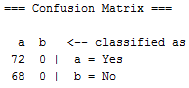 === Confusion Matrix ===
a b <-- classified as
72 0 | a = Yes
68 0 | b = No